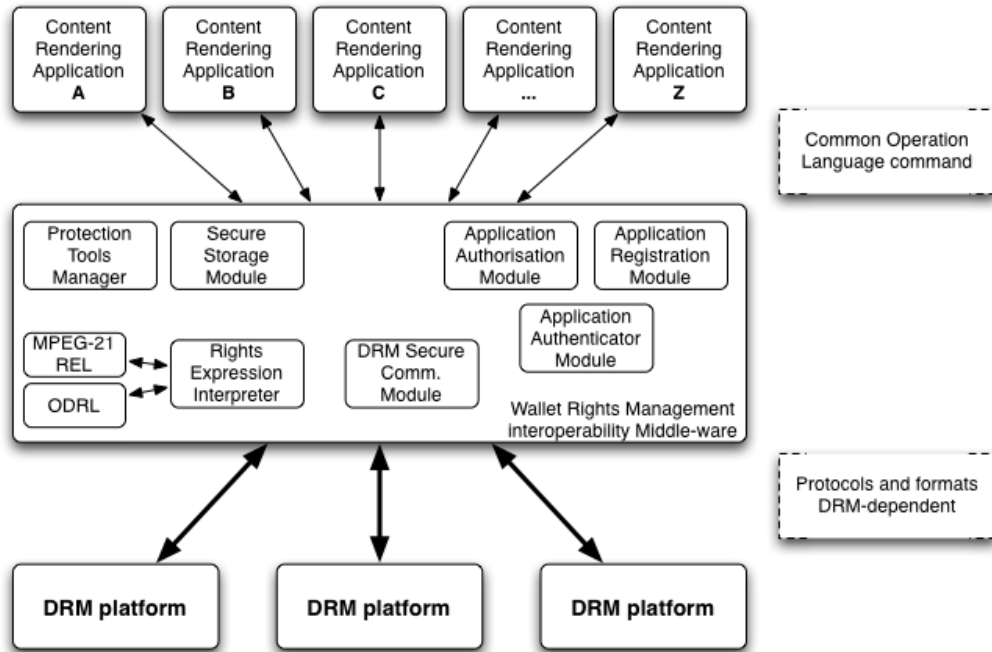 Content
Rendering
Application
A
Content
Rendering
Application
B
Content
Rendering
Application
C
Content
Rendering
Application
...
Content
Rendering
Application
Z
Common Operation
Language command
Protection
Tools
Manager
Secure
Storage
Module
Application
Authorisation
Module
Application
Registration
Module
Application
Authenticator
Module
MPEG-21
REL
ODRL
Rights
Expression
Interpreter
DRM Secure
Comm.
Module
Wallet Rights Management
interoperability Middle-ware
Protocols and formats
DRM-dependent
DRM platform
DRM platform
DRM platform